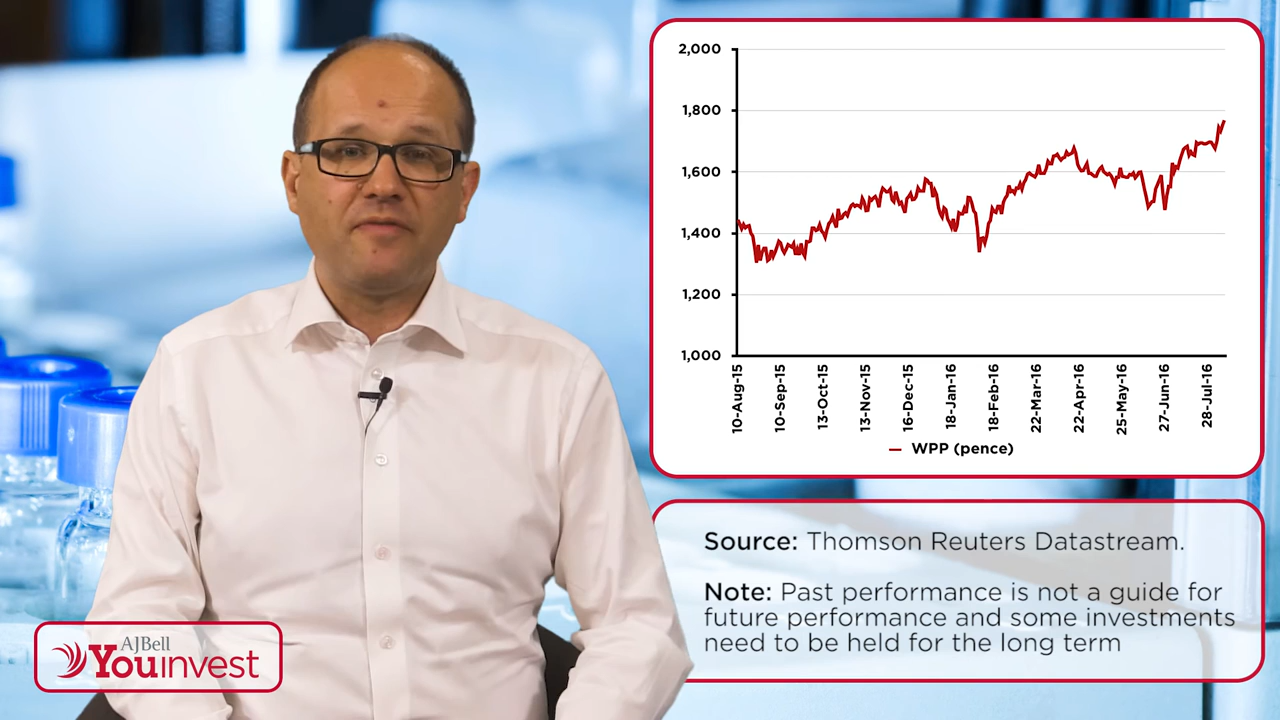 2,000
1,800
1,600
1,400
1,200
1,000
10-Aug-15
10-Sep-15
13-Oct-15
13-Nov-15
16-Dec-15
18-Jan-16
18-Feb-16
22-Mar-16
22-Apr-16
25-May-16
27-Jun-16
28-Jul-16
WPP (pence)
Source: Thomson Reuters Datastream.
Note: Past performance is not a guide for
future performance and some investments
need to be held for the long term
AJBell
Youinvest